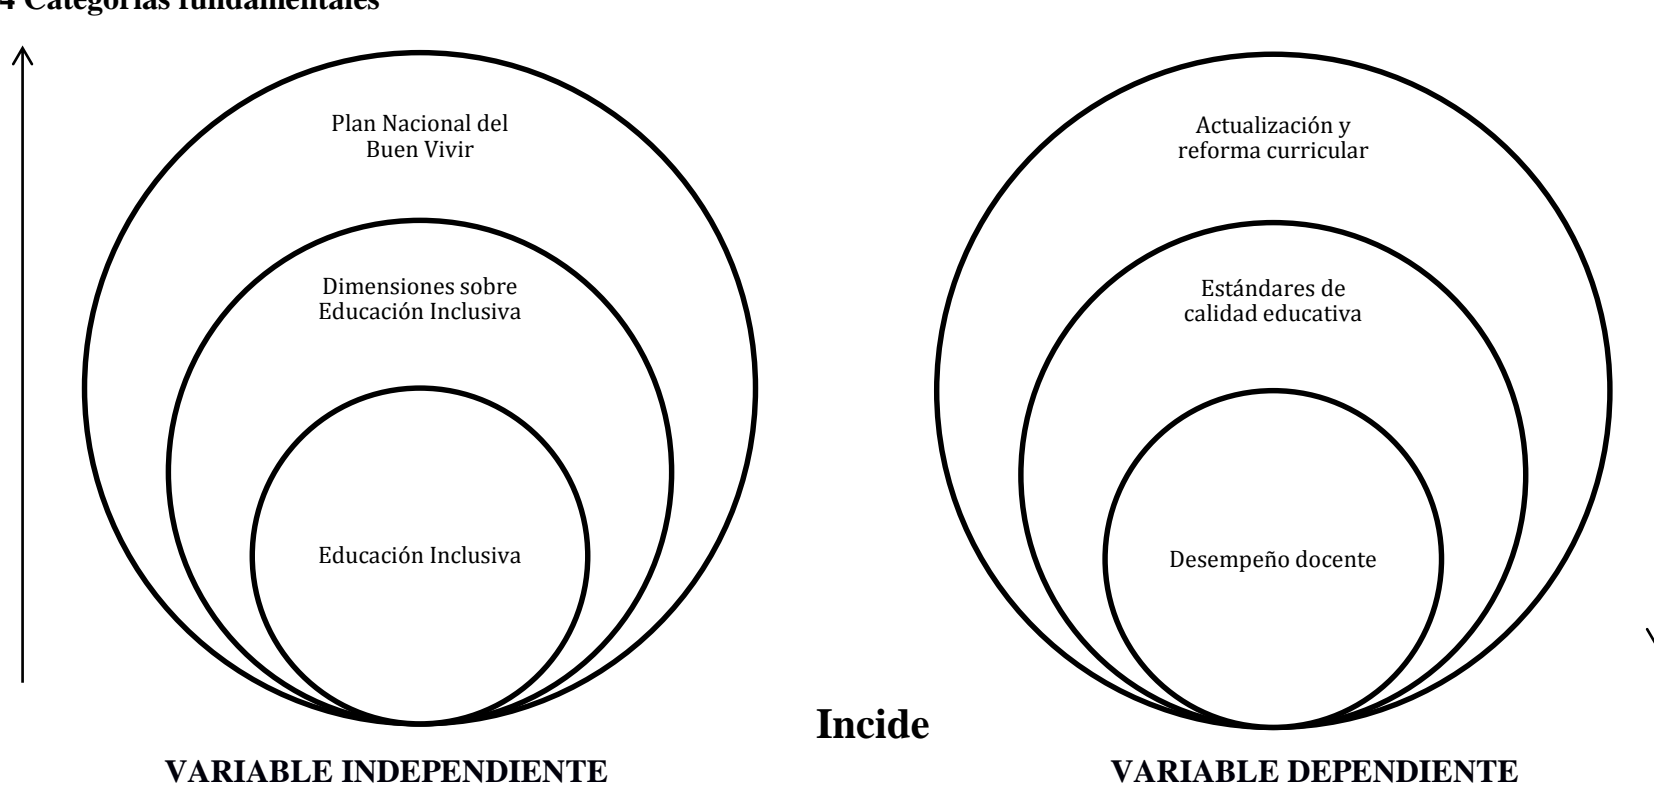 4 Categorías fundamentales
Plan Nacional del
Buen Vivir
Dimensiones sobre
Educación Inclusiva
Educación Inclusiva
Actualización y
reforma curricular
Estándares de
calidad educativa
Desempeño docente
Incide
VARIABLE INDEPENDIENTE
VARIABLE DEPENDIENTE